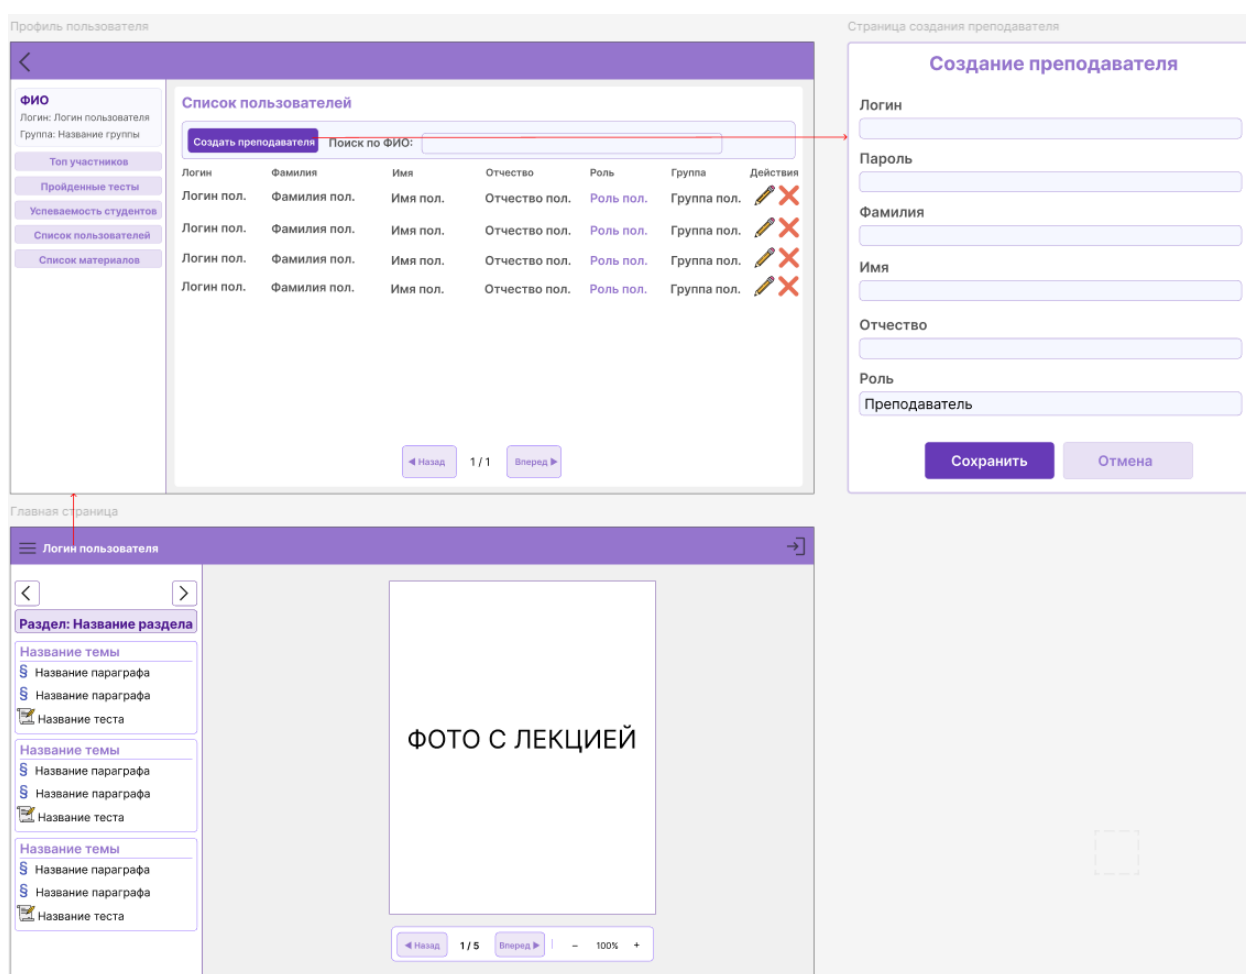 Профиль пользователя
ФИО
Логин: Логин пользователя
Группа: Название группы
Топ участников
Пройденные тесты
Успеваемость студентов
Список пользователей
Список материалов
Список пользователей
Создать преподавателя Поиск по ФИО:
Логин Фамилия Имя Отчество Роль Группа Действия
Логин пол. Фамилия пол. Имя пол. Отчество пол. Роль пол. Группа пол.
Логин пол. Фамилия пол. Имя пол. Отчество пол. Роль пол. Группа пол.
Логин пол. Фамилия пол. Имя пол. Отчество пол. Роль пол. Группа пол.
Логин пол. Фамилия пол. Имя пол. Отчество пол. Роль пол. Группа пол.
◀ Назад 1 / 1 Вперед ▶
Страница создания преподавателя
Создание преподавателя
Логин
Пароль
Фамилия
Имя
Отчество
Роль
Преподаватель
Сохранить Отмена
Главная страница
Логин пользователя
Раздел: Название раздела
Название темы
§ Название параграфа
§ Название параграфа
Название теста
Название темы
§ Название параграфа
§ Название параграфа
Название теста
Название темы
§ Название параграфа
§ Название параграфа
Название теста
ФОТО С ЛЕКЦИЕЙ
◀ Назад 1 / 5 Вперед ▶ | – 100% +